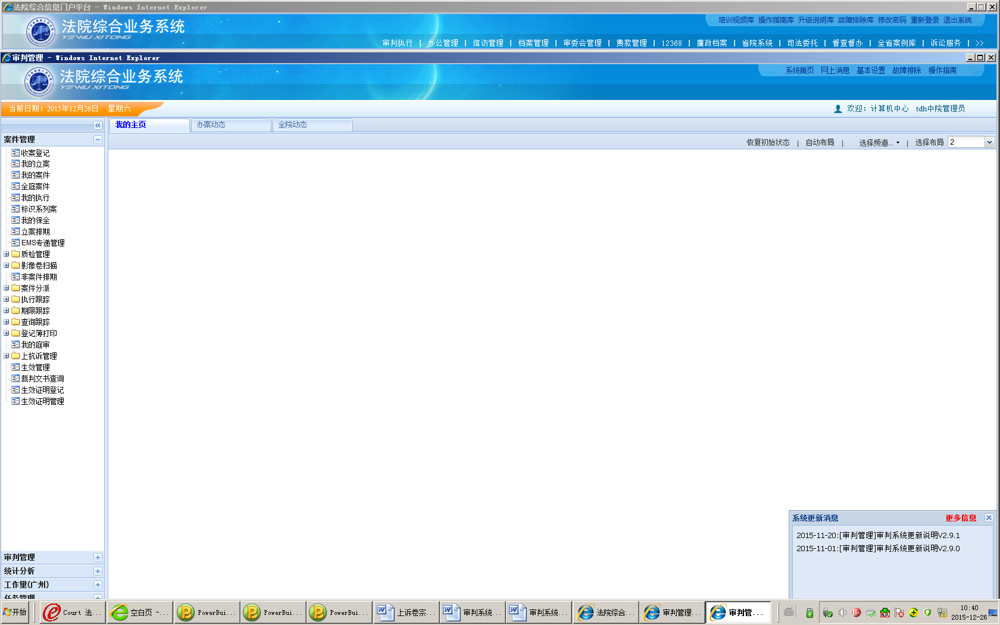 法院综合信息门户平台 - Windows Internet Explorer
法院综合业务系统
YEWU XITONG
培训视频库 操作指南库 升级说明库 故障排除库 修改密码 重新登录 退出系统
审判执行 | 办公管理 | 信访管理 | 档案管理 | 审委会管理 | 费款管理 | 12368 | 廉政档案 | 省院系统 | 司法委托 | 督查督办 | 全省案例库 | 诉讼服务 | >>
审判管理 - Windows Internet Explorer
法院综合业务系统
YEWU XITONG
系统首页 网上消息 基本设置 故障排除 操作指南
当前日期：2015年12月26日 星期六
欢迎：计算机中心 tdh中院管理员
我的主页 办案动态 全院动态
恢复初始状态 | 自动布局 | 选择频道... | 选择布局 2
案件管理
收案登记
我的立案
我的案件
全庭案件
我的执行
标识系列案
我的保全
立案排期
EMS专递管理
质检管理
影像卷扫描
非案件排期
案件分派
执行跟踪
期限跟踪
查询跟踪
登记薄打印
我的庭审
上抗诉管理
生效管理
裁判文书查询
生效证明登记
生效证明管理
审判管理
统计分析
工作量(广州)
任务管理
系统更新消息 更多信息
2015-11-20:[审判管理]审判系统更新说明V2.9.1
2015-11-01:[审判管理]审判系统更新说明V2.9.0
开始 Court 法... 空白页 -... PowerBui... PowerBui... PowerBui... 上诉卷宗... 审判系统... 审判系统... 法院综合... 审判管理... 审判管...
10:40
2015-12-26